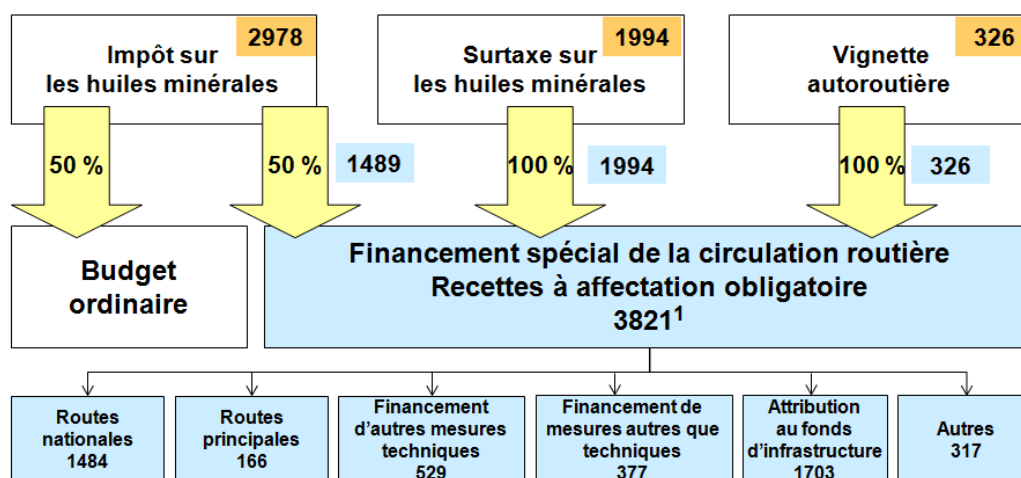 2978
Impôt sur
les huiles minérales
1994
Surtaxe sur
les huiles minérales
326
Vignette
autoroutière
50 %
50 %
1489
100 %
1994
100 %
326
Budget
ordinaire
Financement spécial de la circulation routière
Recettes à affectation obligatoire
3821¹
Routes
nationales
1484
Routes
principales
166
Financement
d'autres mesures
techniques
529
Financement de
mesures autres que
techniques
377
Attribution
au fonds
d'infrastructure
1703
Autres
317